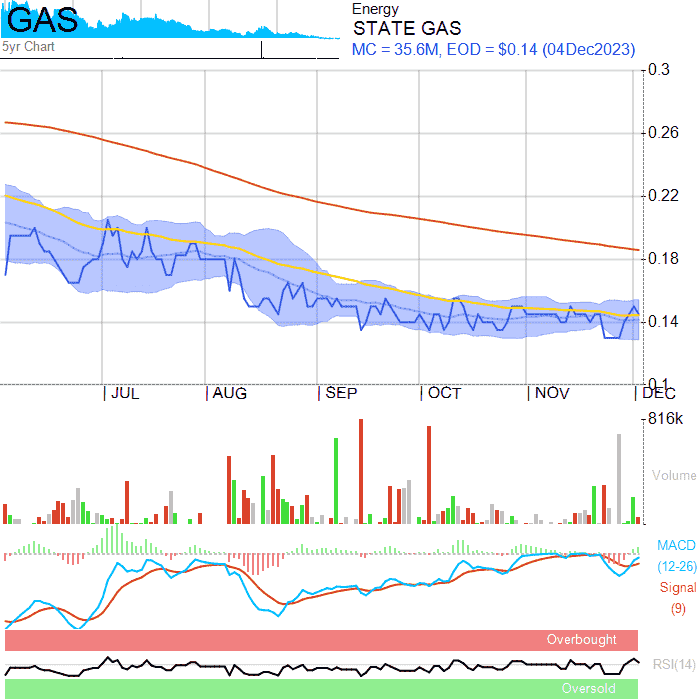 GAS
5yr Chart
Energy
STATE GAS
MC = 35.6M, EOD = $0.14 (04Dec2023)
0.3
0.26
0.22
0.18
0.14
0.1
JUL AUG SEP OCT NOV DEC
816k
Volume
MACD
(12-26)
Signal
(9)
Overbought
RSI(14)
Oversold